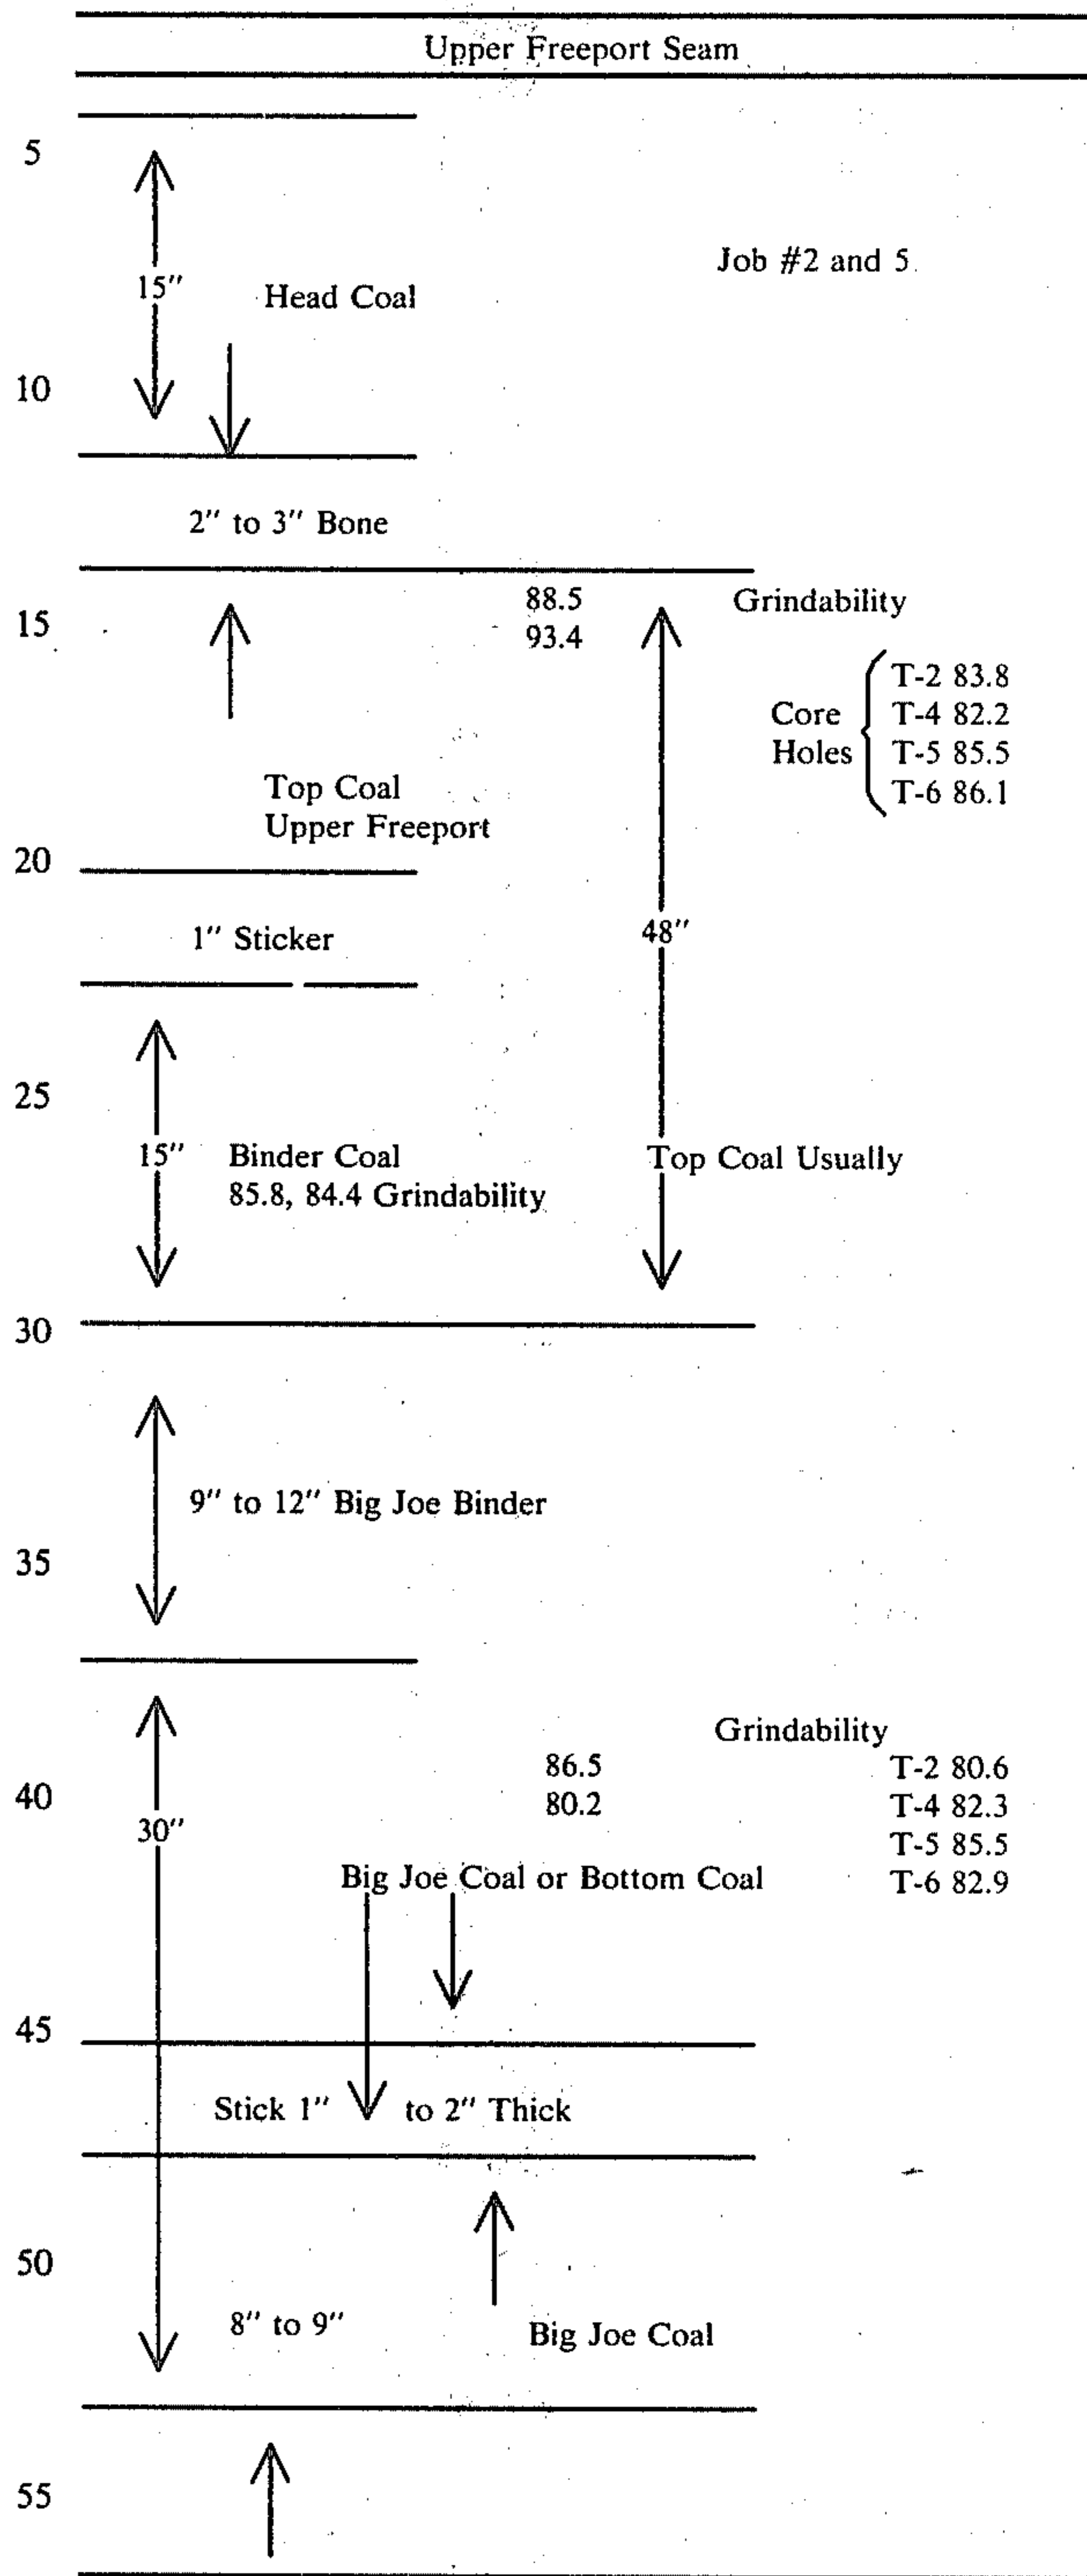 Upper Freeport Seam
5
Job #2 and 5
15"
Head Coal
10
2" to 3" Bone
88.5 Grindability
15
93.4
T-2 83.8
Core T-4 82.2
Holes T-5 85.5
T-6 86.1
Top Coal
Upper Freeport
20
1" Sticker
48"
25
15" Binder Coal
Top Coal Usually
85.8, 84.4 Grindability
30
9" to 12" Big Joe Binder
35
Grindability
86.5 T-2 80.6
40
80.2 T-4 82.3
30"
T-5 85.5
Big Joe Coal or Bottom Coal T-6 82.9
45
Stick 1" to 2" Thick
50
8" to 9" Big Joe Coal
55